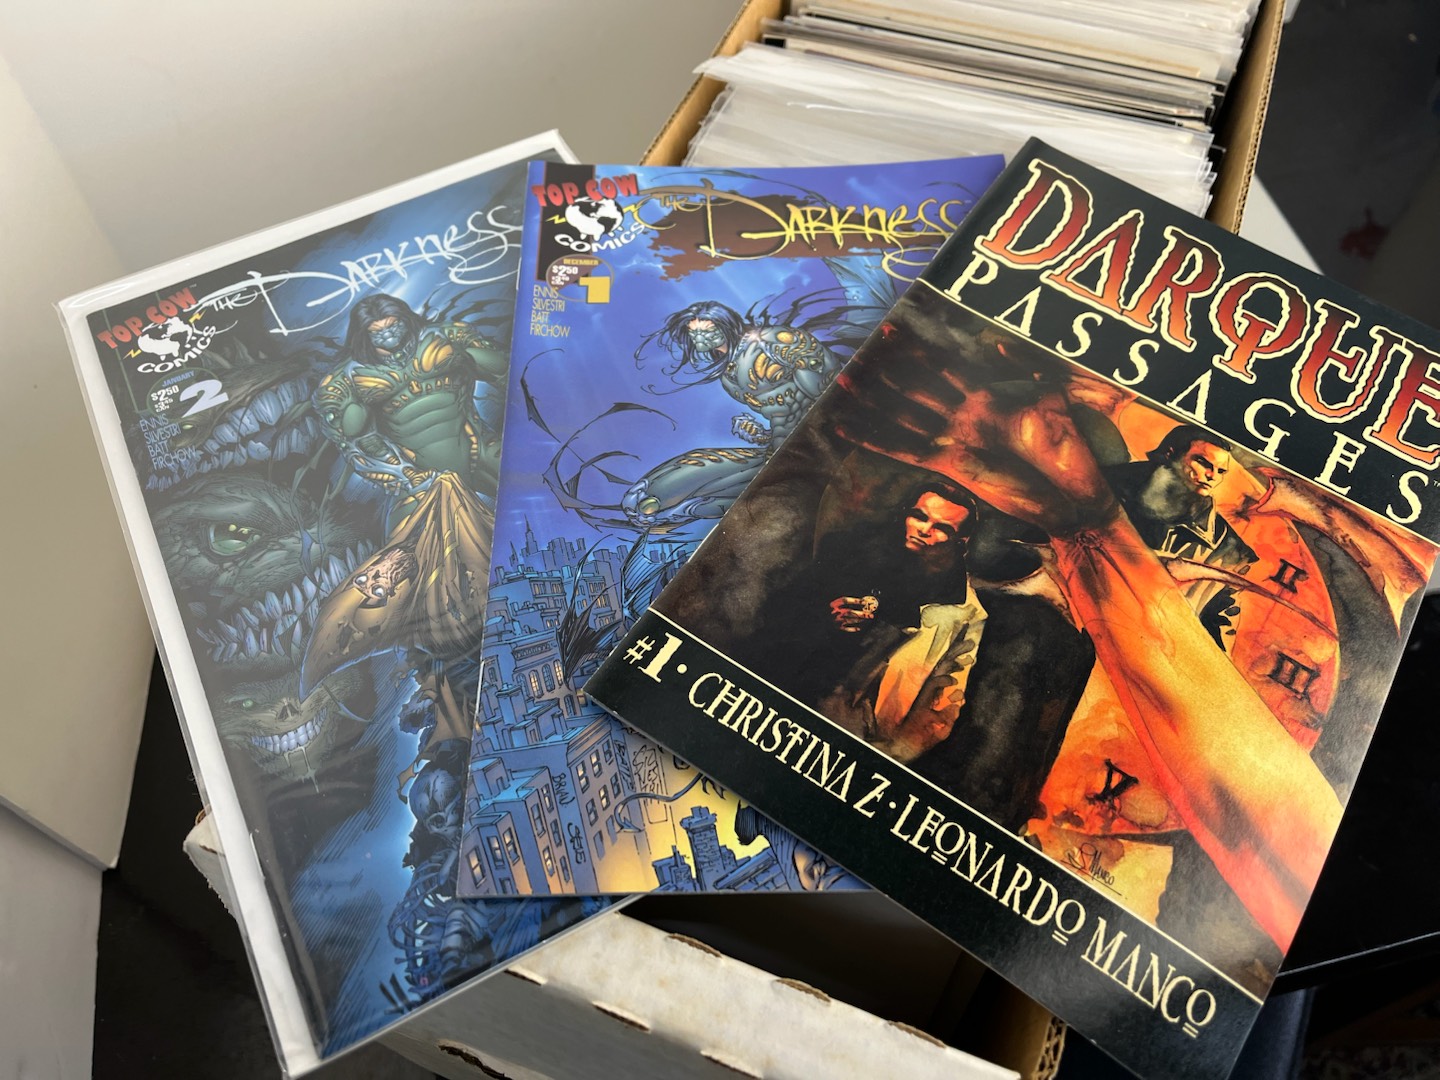 TOP COW
COMICS
THE DARKNESS
JANUARY
$2.50
2
ENNIS
SILVESTRI
BATT
FIRCHOW
TOP COW
COMICS
THE DARKNESS
DECEMBER
$2.50
1
ENNIS
SILVESTRI
BATT
FIRCHOW
DARQUE
PASSAGES
II
III
V
#1 • CHRISTINA Z • LEONARDO MANCO